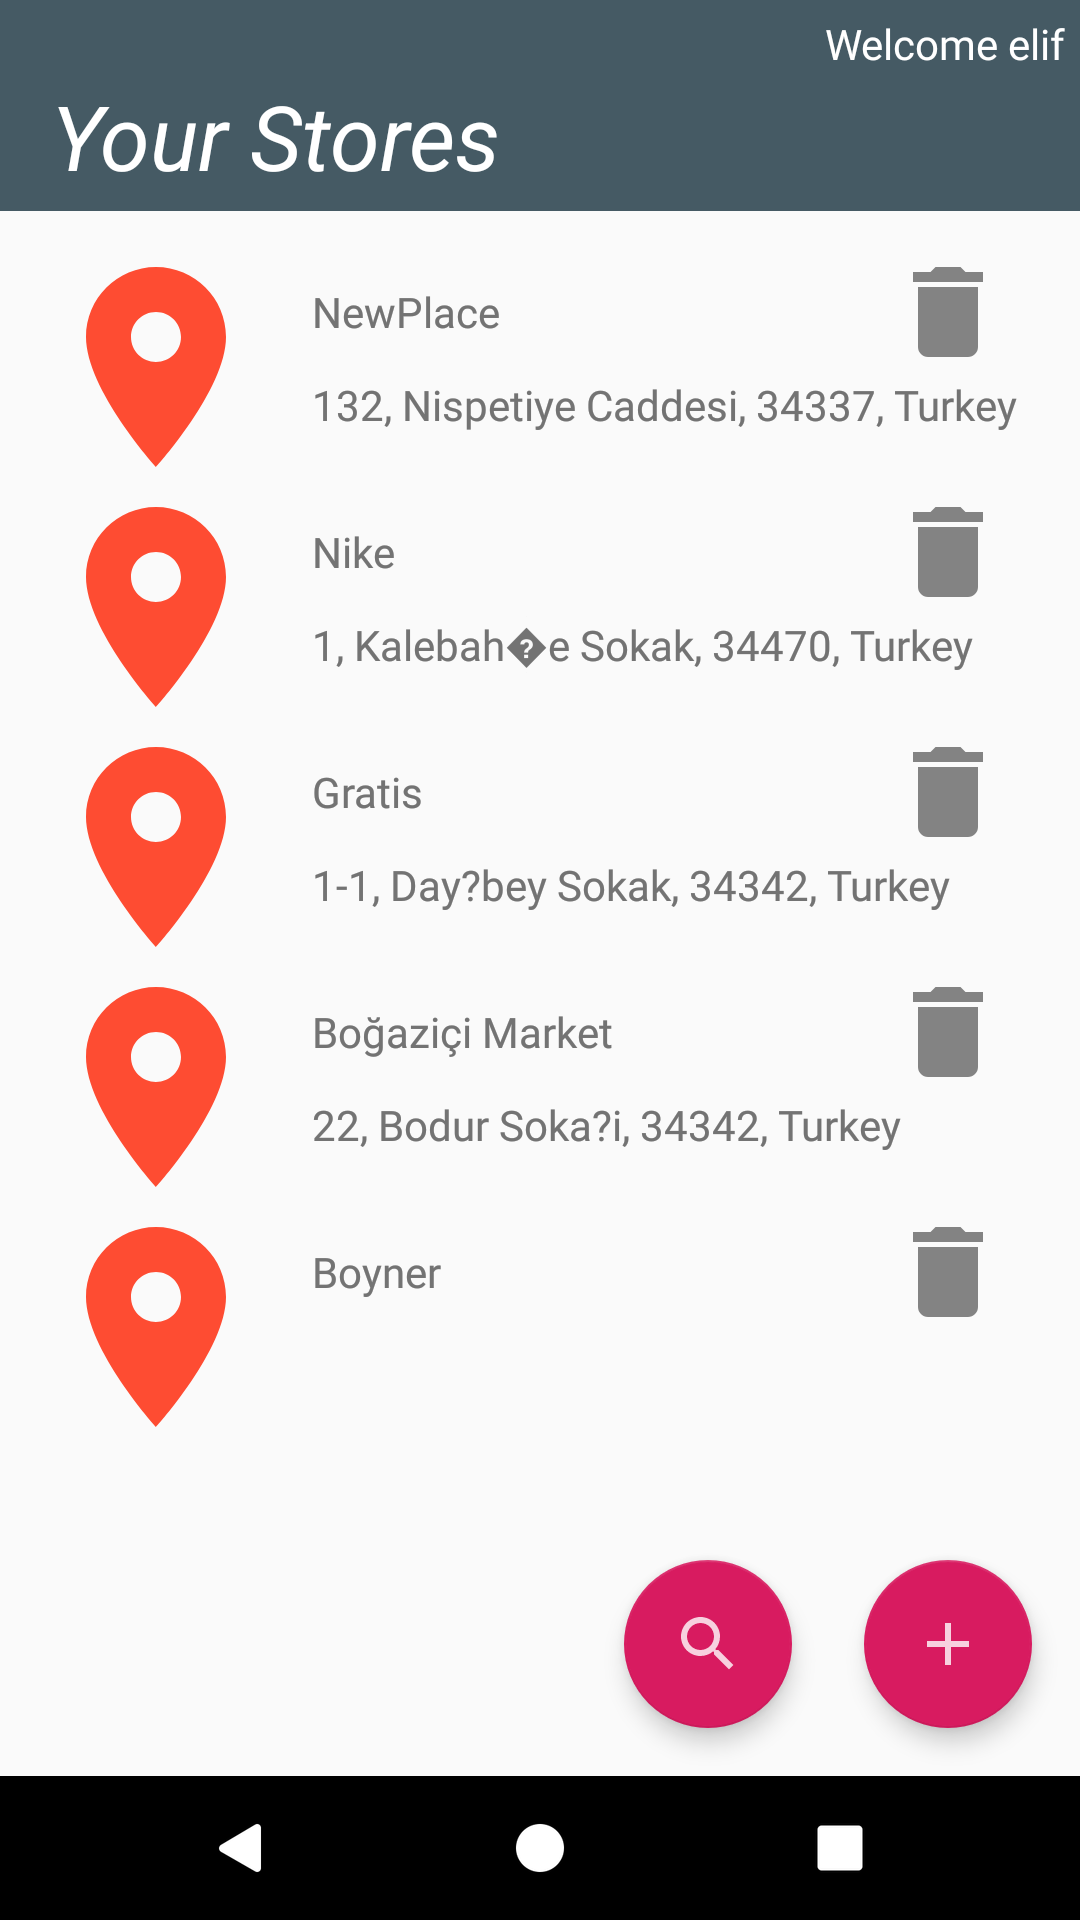 Welcome elif
Your Stores
NewPlace
132, Nispetiye Caddesi, 34337, Turkey
Nike
1, Kalebah�e Sokak, 34470, Turkey
Gratis
1-1, Day?bey Sokak, 34342, Turkey
Boğaziçi Market
22, Bodur Soka?i, 34342, Turkey
Boyner